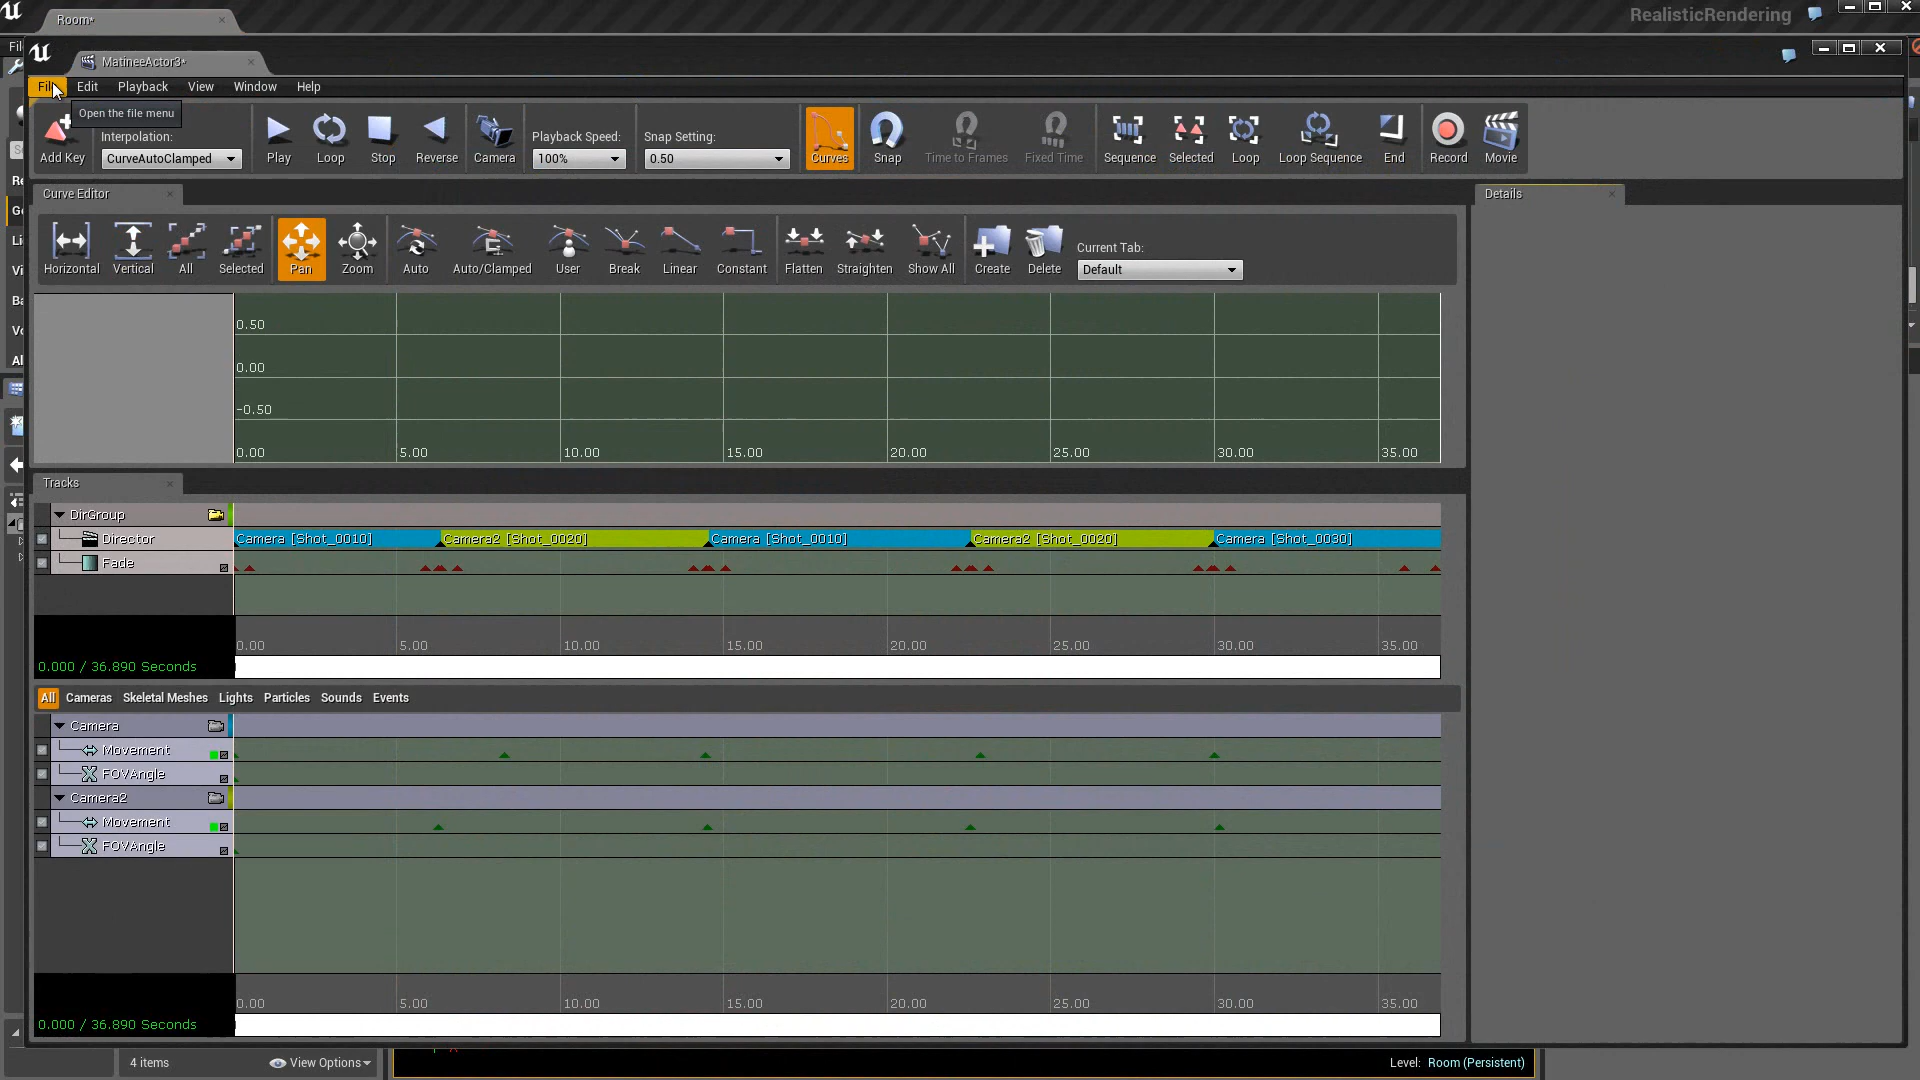 Room*
RealisticRendering
MatineeActor3*
File Edit Playback View Window Help
Open the file menu
Add Key
Interpolation:
CurveAutoClamped
Play Loop Stop Reverse Camera
Playback Speed:
100%
Snap Setting:
0.50
Curves Snap Time to Frames Fixed Time Sequence Selected Loop Loop Sequence End Record Movie
Curve Editor
Details
Horizontal Vertical All Selected Pan Zoom Auto Auto/Clamped User Break Linear Constant Flatten Straighten Show All Create Delete
Current Tab:
Default
0.50
0.00
-0.50
0.00 5.00 10.00 15.00 20.00 25.00 30.00 35.00
Tracks
DirGroup
Director Camera [Shot_0010] Camera2 [Shot_0020] Camera [Shot_0010] Camera2 [Shot_0020] Camera [Shot_0030]
Fade
0.00 5.00 10.00 15.00 20.00 25.00 30.00 35.00
0.000 / 36.890 Seconds
All Cameras Skeletal Meshes Lights Particles Sounds Events
Camera
Movement
FOVAngle
Camera2
Movement
FOVAngle
0.00 5.00 10.00 15.00 20.00 25.00 30.00 35.00
0.000 / 36.890 Seconds
4 items View Options Level: Room (Persistent)